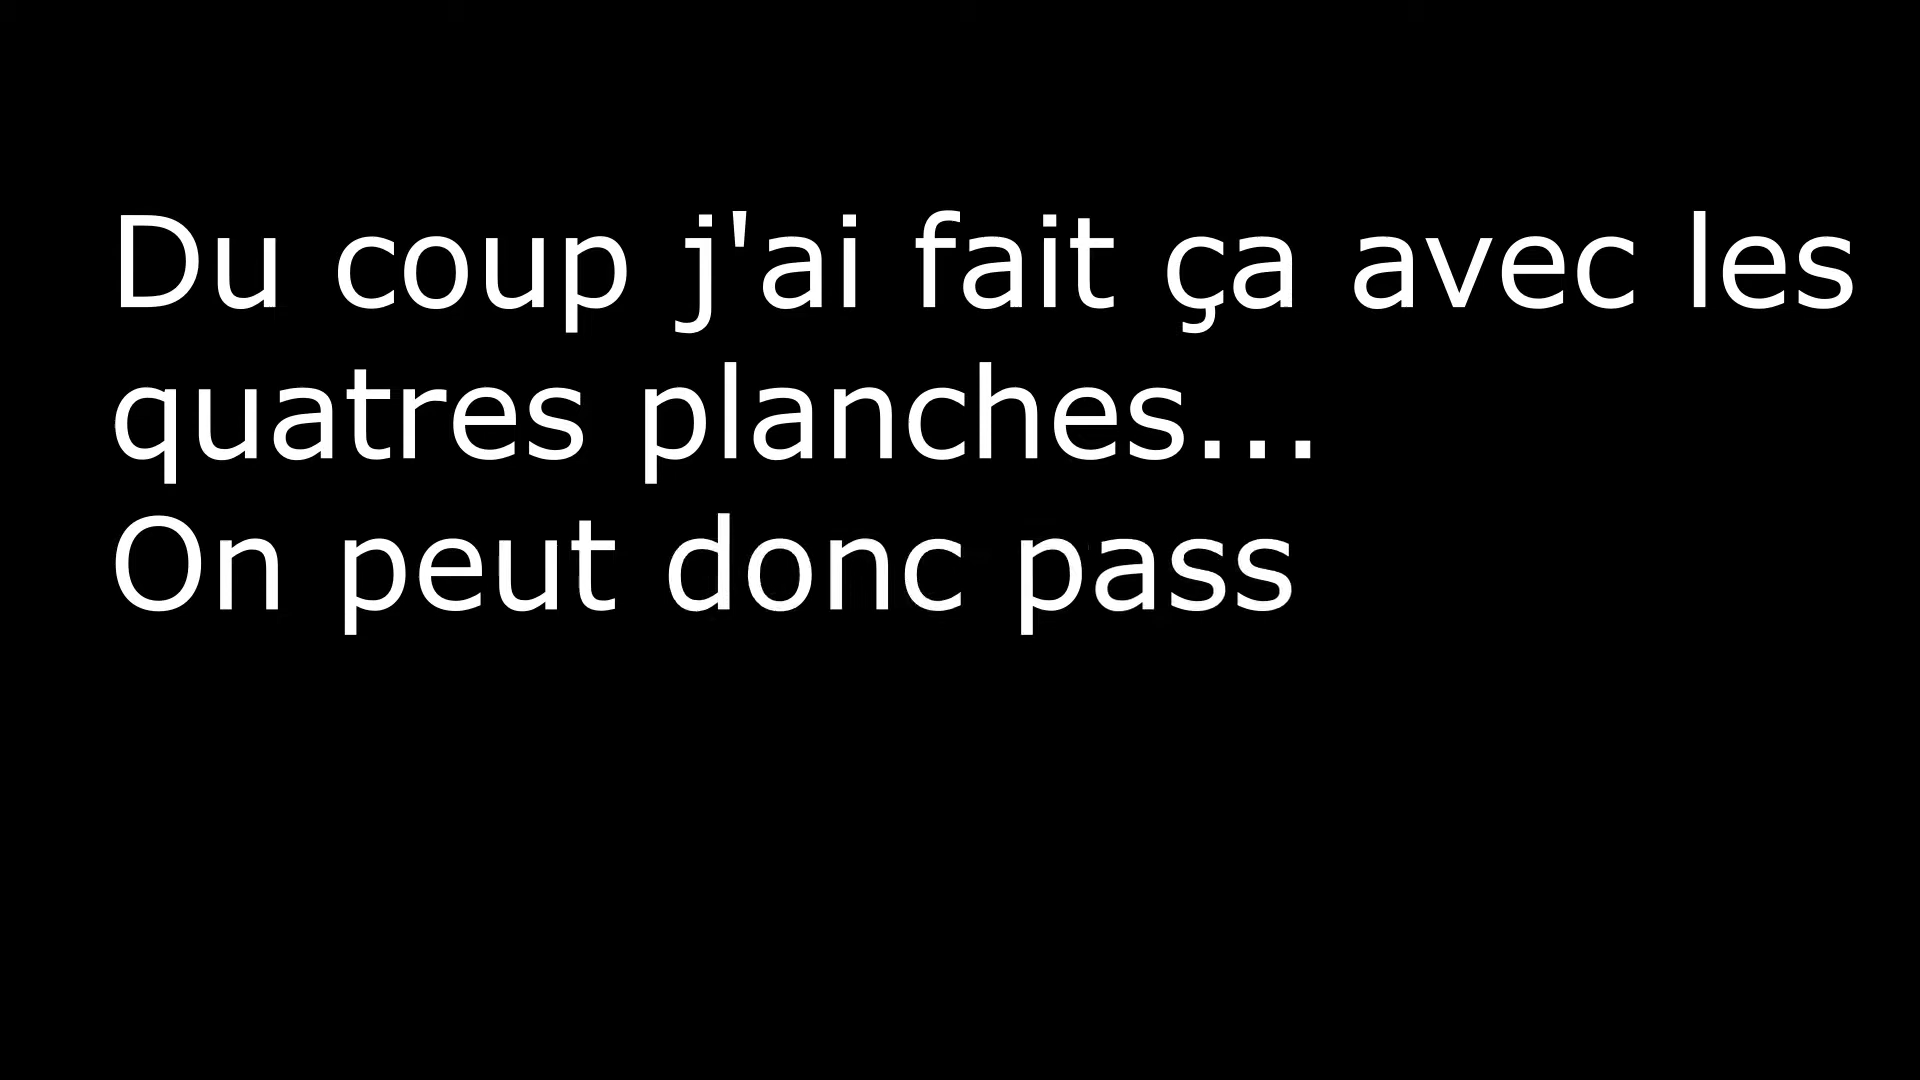 Du coup j'ai fait ça avec les
quatres planches...
On peut donc pass